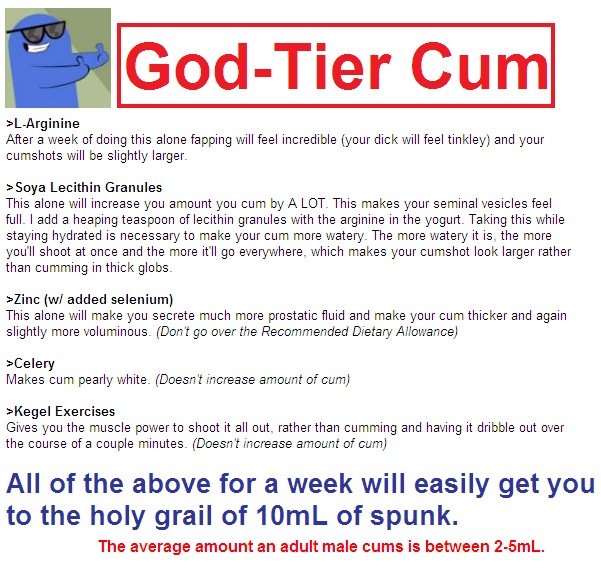 God-Tier Cum
>L-Arginine
After a week of doing this alone fapping will feel incredible (your dick will feel tinkley) and your
cumshots will be slightly larger.
>Soya Lecithin Granules
This alone will increase you amount you cum by A LOT. This makes your seminal vesicles feel
full. I add a heaping teaspoon of lecithin granules with the arginine in the yogurt. Taking this while
staying hydrated is necessary to make your cum more watery. The more watery it is, the more
you'll shoot at once and the more it'll go everywhere, which makes your cumshot look larger rather
than cumming in thick globs.
>Zinc (w/ added selenium)
This alone will make you secrete much more prostatic fluid and make your cum thicker and again
slightly more voluminous. (Don't go over the Recommended Dietary Allowance)
>Celery
Makes cum pearly white. (Doesn't increase amount of cum)
>Kegel Exercises
Gives you the muscle power to shoot it all out, rather than cumming and having it dribble out over
the course of a couple minutes. (Doesn't increase amount of cum)
All of the above for a week will easily get you
to the holy grail of 10mL of spunk.
The average amount an adult male cums is between 2-5mL.